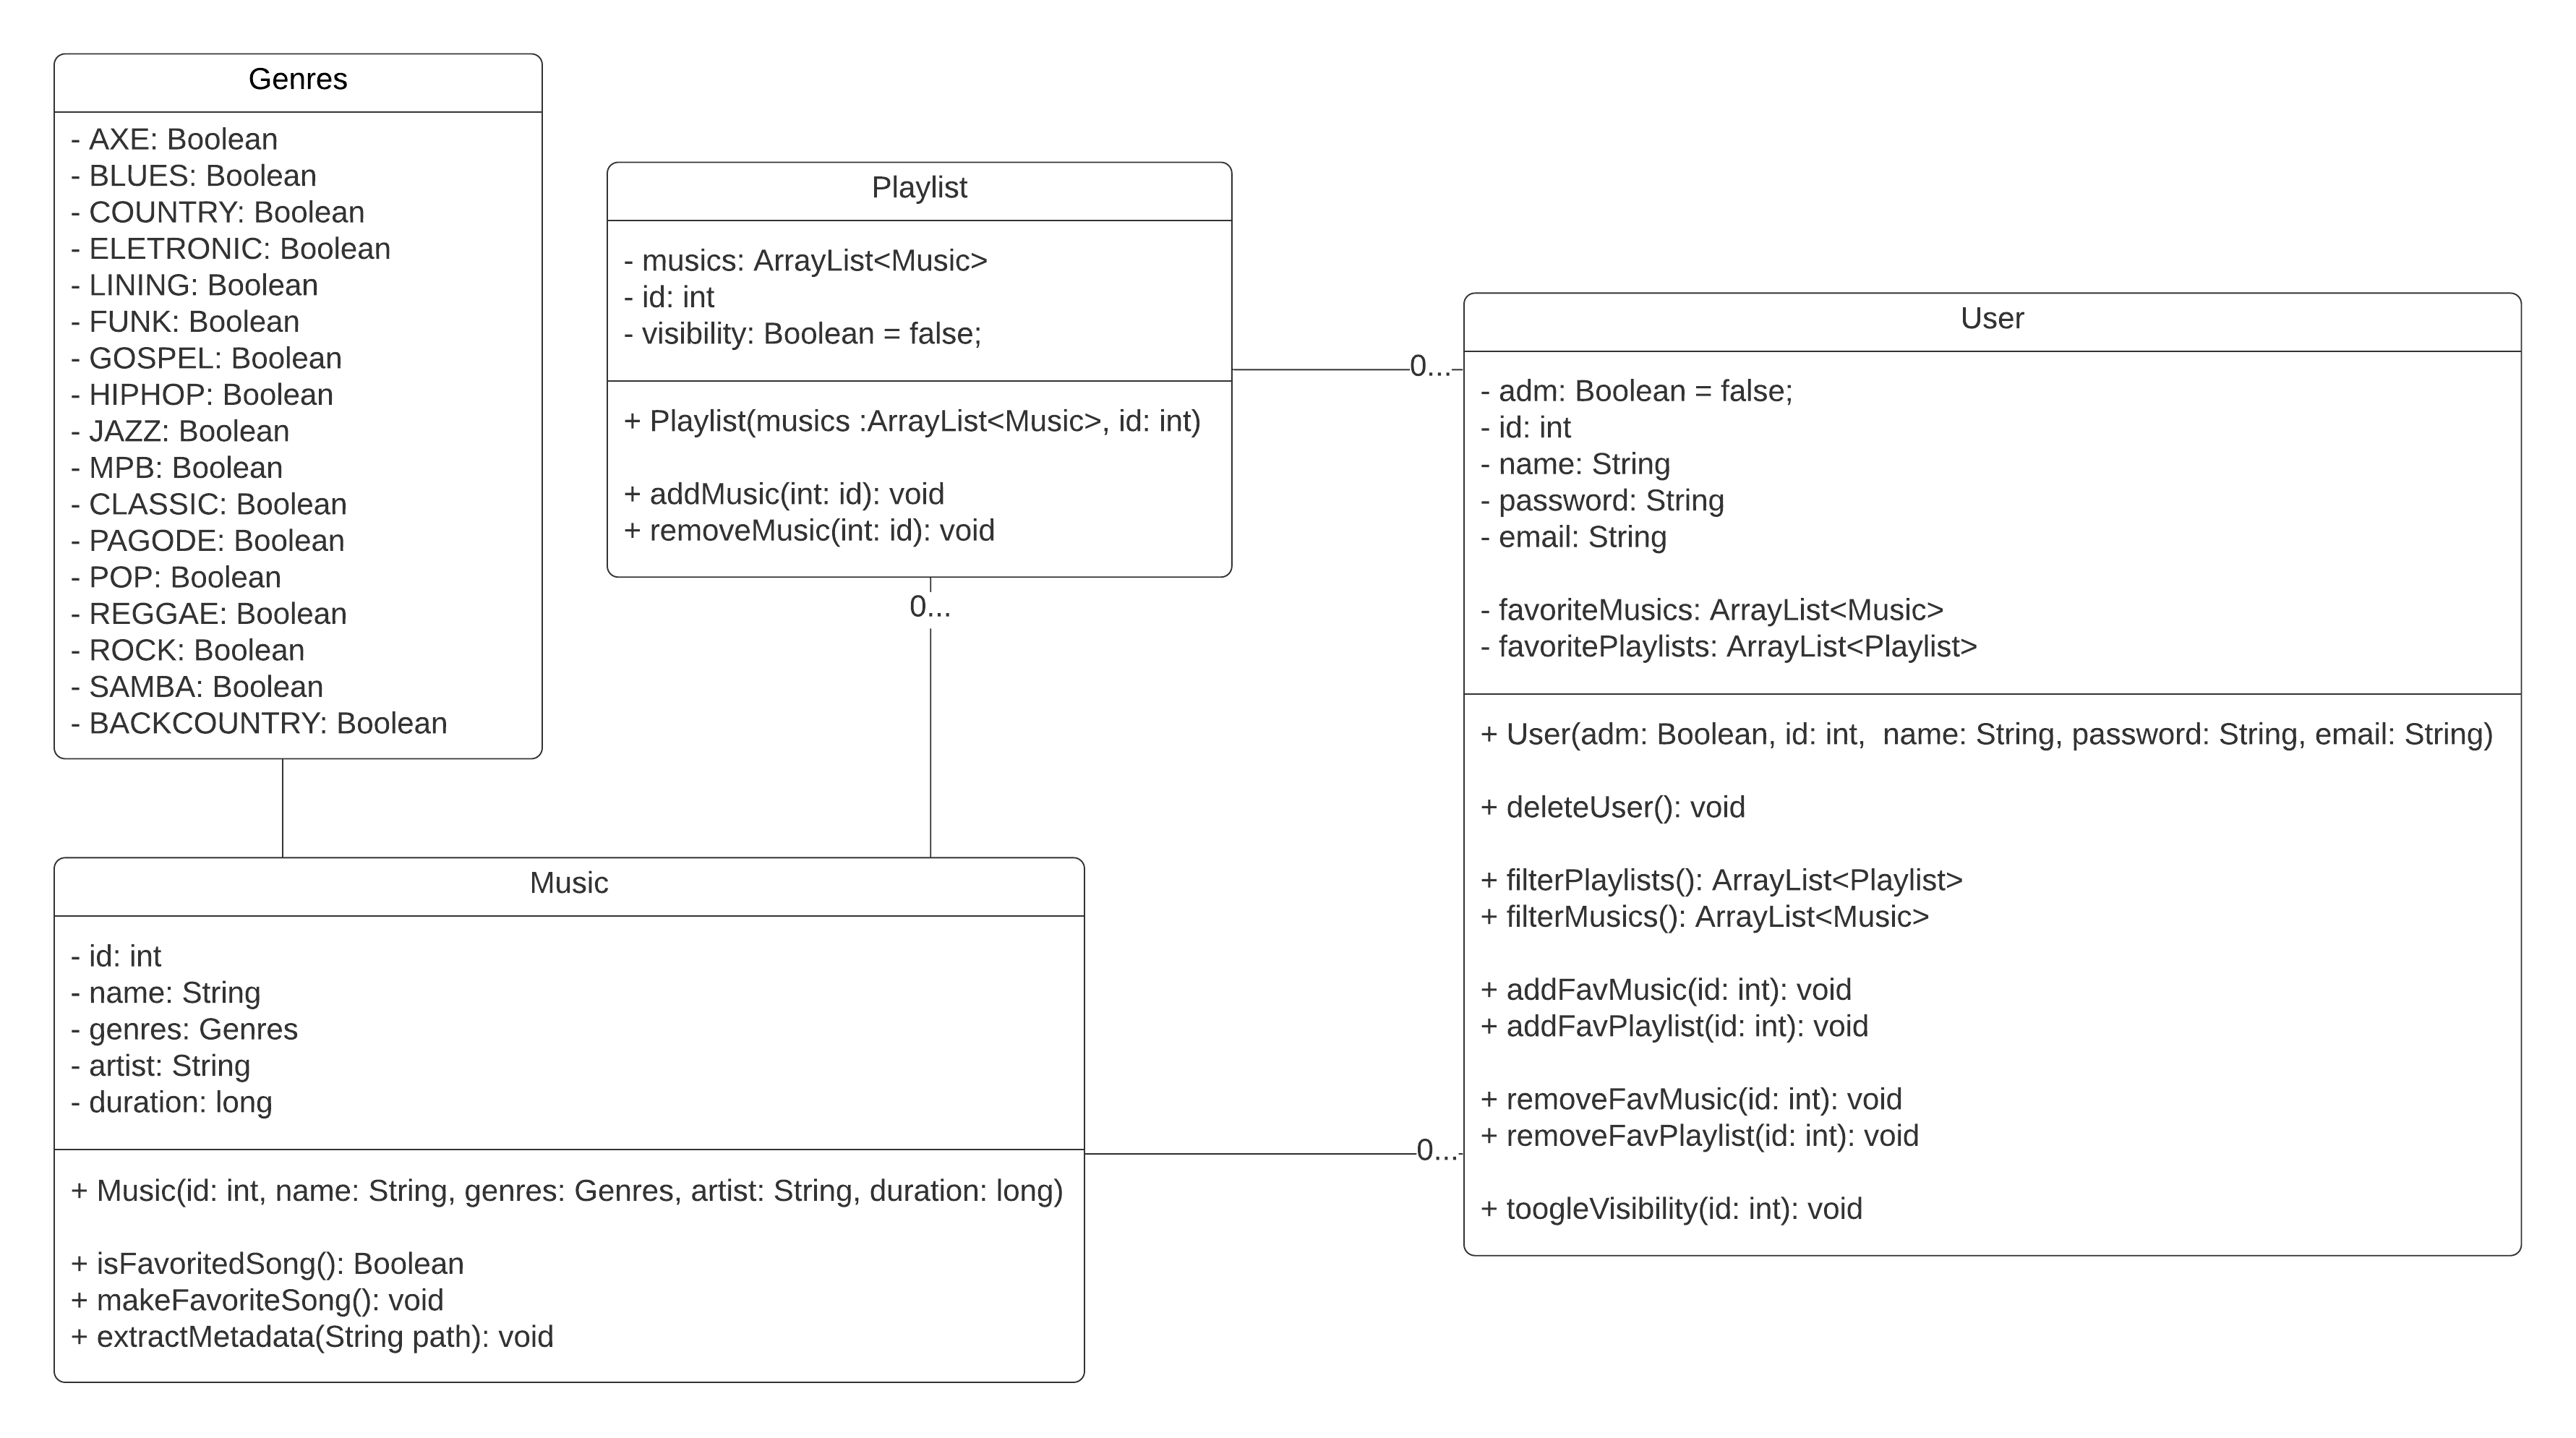 Genres
- AXE: Boolean
- BLUES: Boolean
- COUNTRY: Boolean
- ELETRONIC: Boolean
- LINING: Boolean
- FUNK: Boolean
- GOSPEL: Boolean
- HIPHOP: Boolean
- JAZZ: Boolean
- MPB: Boolean
- CLASSIC: Boolean
- PAGODE: Boolean
- POP: Boolean
- REGGAE: Boolean
- ROCK: Boolean
- SAMBA: Boolean
- BACKCOUNTRY: Boolean
Playlist
- musics: ArrayList<Music>
- id: int
- visibility: Boolean = false;
+ Playlist(musics :ArrayList<Music>, id: int)
+ addMusic(int: id): void
+ removeMusic(int: id): void
0...
0...
User
- adm: Boolean = false;
- id: int
- name: String
- password: String
- email: String
- favoriteMusics: ArrayList<Music>
- favoritePlaylists: ArrayList<Playlist>
+ User(adm: Boolean, id: int,  name: String, password: String, email: String)
+ deleteUser(): void
+ filterPlaylists(): ArrayList<Playlist>
+ filterMusics(): ArrayList<Music>
+ addFavMusic(id: int): void
+ addFavPlaylist(id: int): void
+ removeFavMusic(id: int): void
+ removeFavPlaylist(id: int): void
+ toogleVisibility(id: int): void
Music
- id: int
- name: String
- genres: Genres
- artist: String
- duration: long
+ Music(id: int, name: String, genres: Genres, artist: String, duration: long)
+ isFavoritedSong(): Boolean
+ makeFavoriteSong(): void
+ extractMetadata(String path): void
0...